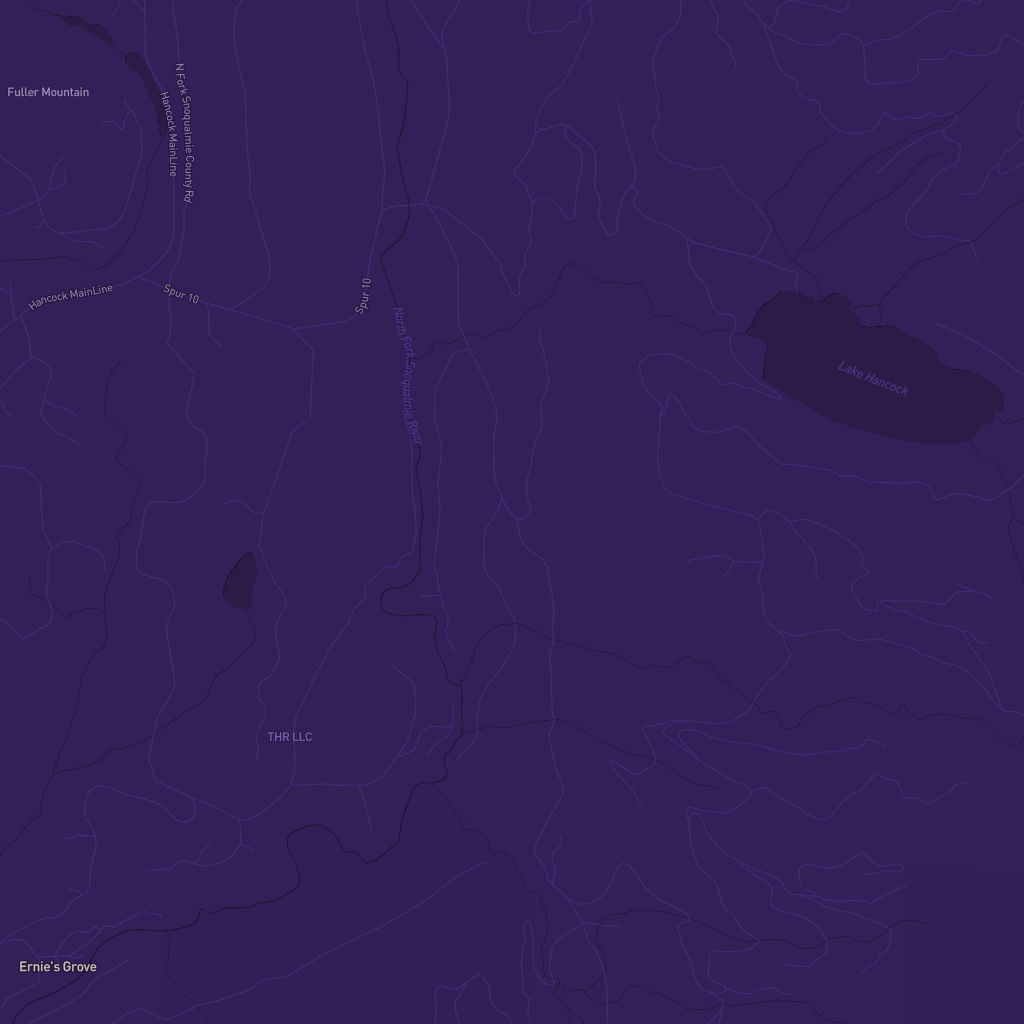 N Fork Snoqualmie County Rd
Fuller Mountain
Hancock MainLine
Hancock MainLine
Spur 10
Spur 10
North Fork Snoqualmie River
Lake Hancock
THR LLC
Ernie's Grove